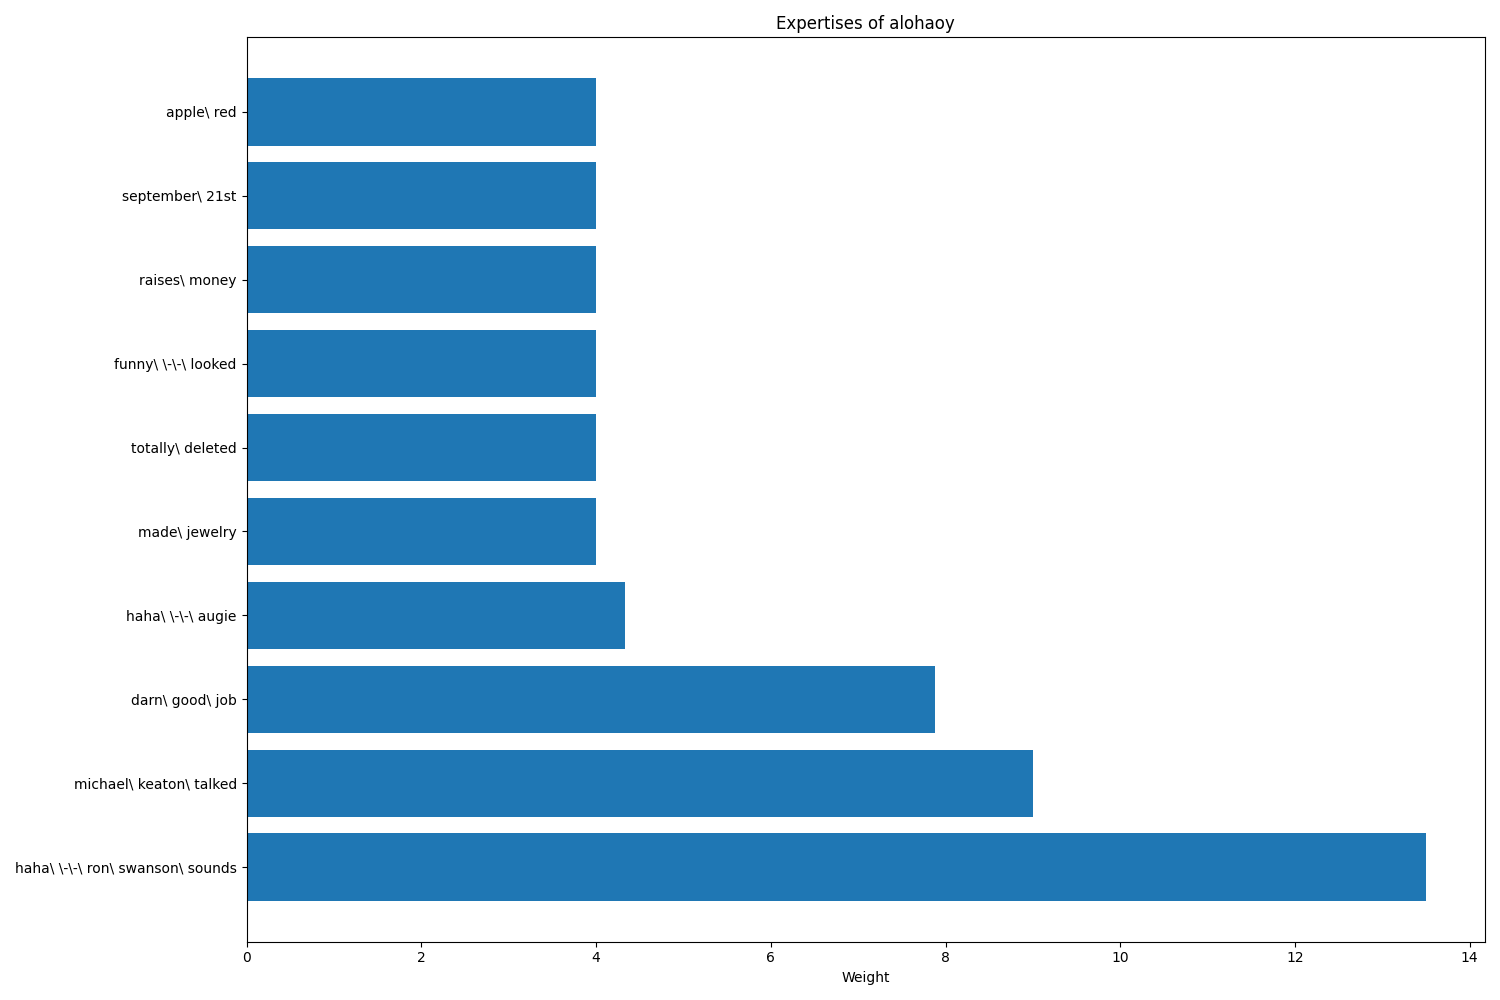 Expertises of alohaoy
apple\ red
september\ 21st
raises\ money
funny\ \-\-\ looked
totally\ deleted
made\ jewelry
haha\ \-\-\ augie
darn\ good\ job
michael\ keaton\ talked
haha\ \-\-\ ron\ swanson\ sounds
0 2 4 6 8 10 12 14
Weight